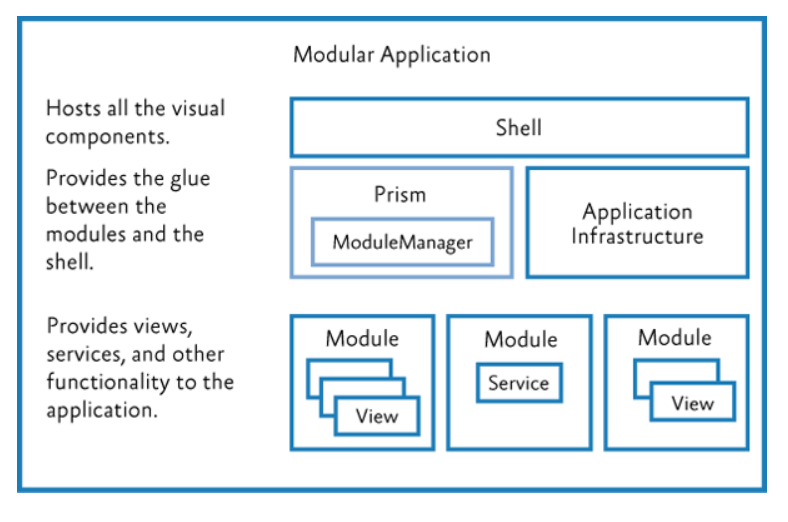 Modular Application
Hosts all the visual
components.
Shell
Provides the glue
between the
modules and the
shell.
Prism
ModuleManager
Application
Infrastructure
Provides views,
services, and other
functionality to the
application.
Module
View
Module
Service
Module
View